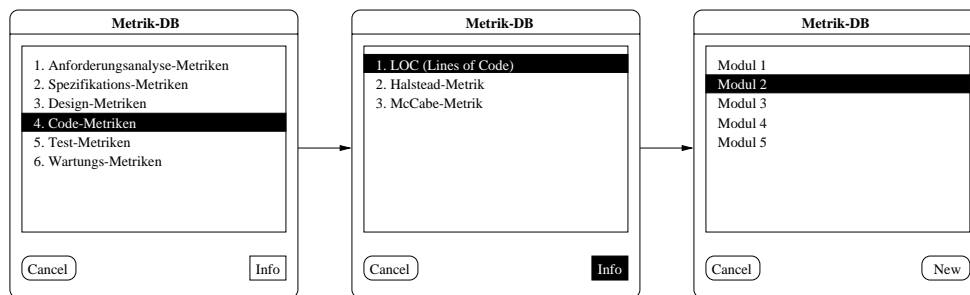 Metrik-DB
1. Anforderungsanalyse-Metriken
2. Spezifikations-Metriken
3. Design-Metriken
4. Code-Metriken
5. Test-Metriken
6. Wartungs-Metriken
Cancel
Info
Metrik-DB
1. LOC (Lines of Code)
2. Halstead-Metrik
3. McCabe-Metrik
Cancel
Info
Metrik-DB
Modul 1
Modul 2
Modul 3
Modul 4
Modul 5
Cancel
New